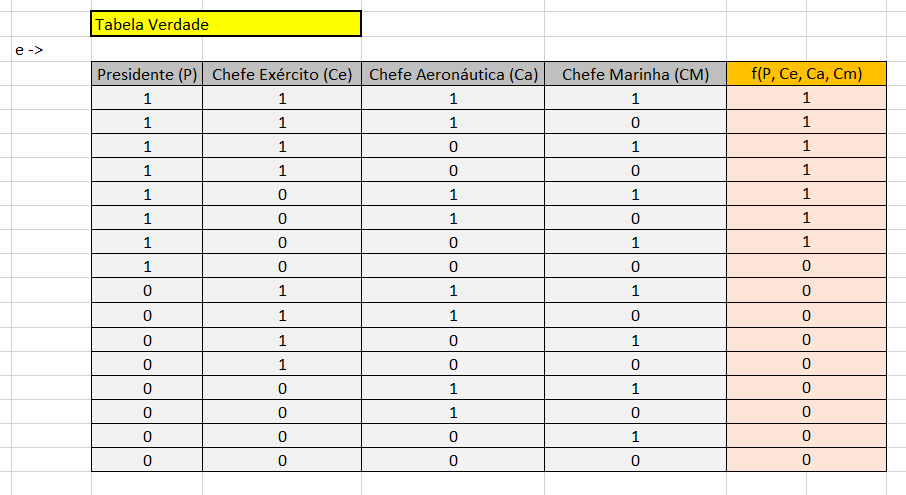 Tabela Verdade
e ->
Presidente (P) Chefe Exército (Ce) Chefe Aeronáutica (Ca) Chefe Marinha (CM) f(P, Ce, Ca, Cm)
1 1 1 1 1
1 1 1 0 1
1 1 0 1 1
1 1 0 0 1
1 0 1 1 1
1 0 1 0 1
1 0 0 1 1
1 0 0 0 0
0 1 1 1 0
0 1 1 0 0
0 1 0 1 0
0 1 0 0 0
0 0 1 1 0
0 0 1 0 0
0 0 0 1 0
0 0 0 0 0